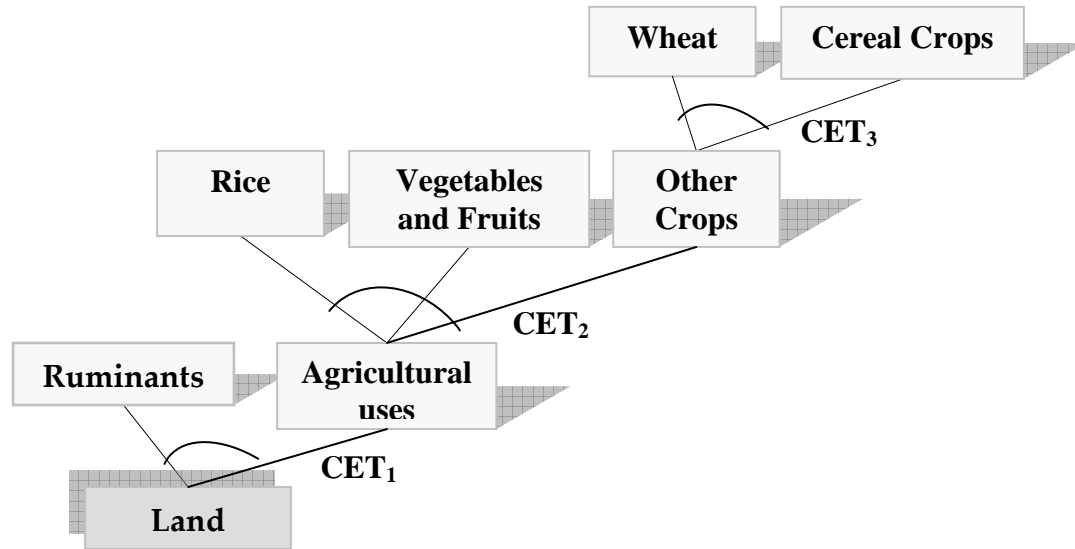 Wheat
Cereal Crops
CET₃
Rice
Vegetables
and Fruits
Other
Crops
CET₂
Ruminants
Agricultural
uses
CET₁
Land